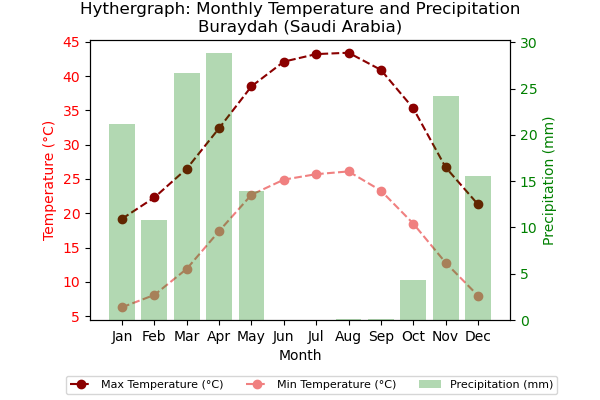 Hythergraph: Monthly Temperature and Precipitation
Buraydah (Saudi Arabia)
Temperature (°C)
45
40
35
30
25
20
15
10
5
30
25
20
15
10
5
0
Precipitation (mm)
Jan Feb Mar Apr May Jun Jul Aug Sep Oct Nov Dec
Month
Max Temperature (°C) Min Temperature (°C) Precipitation (mm)